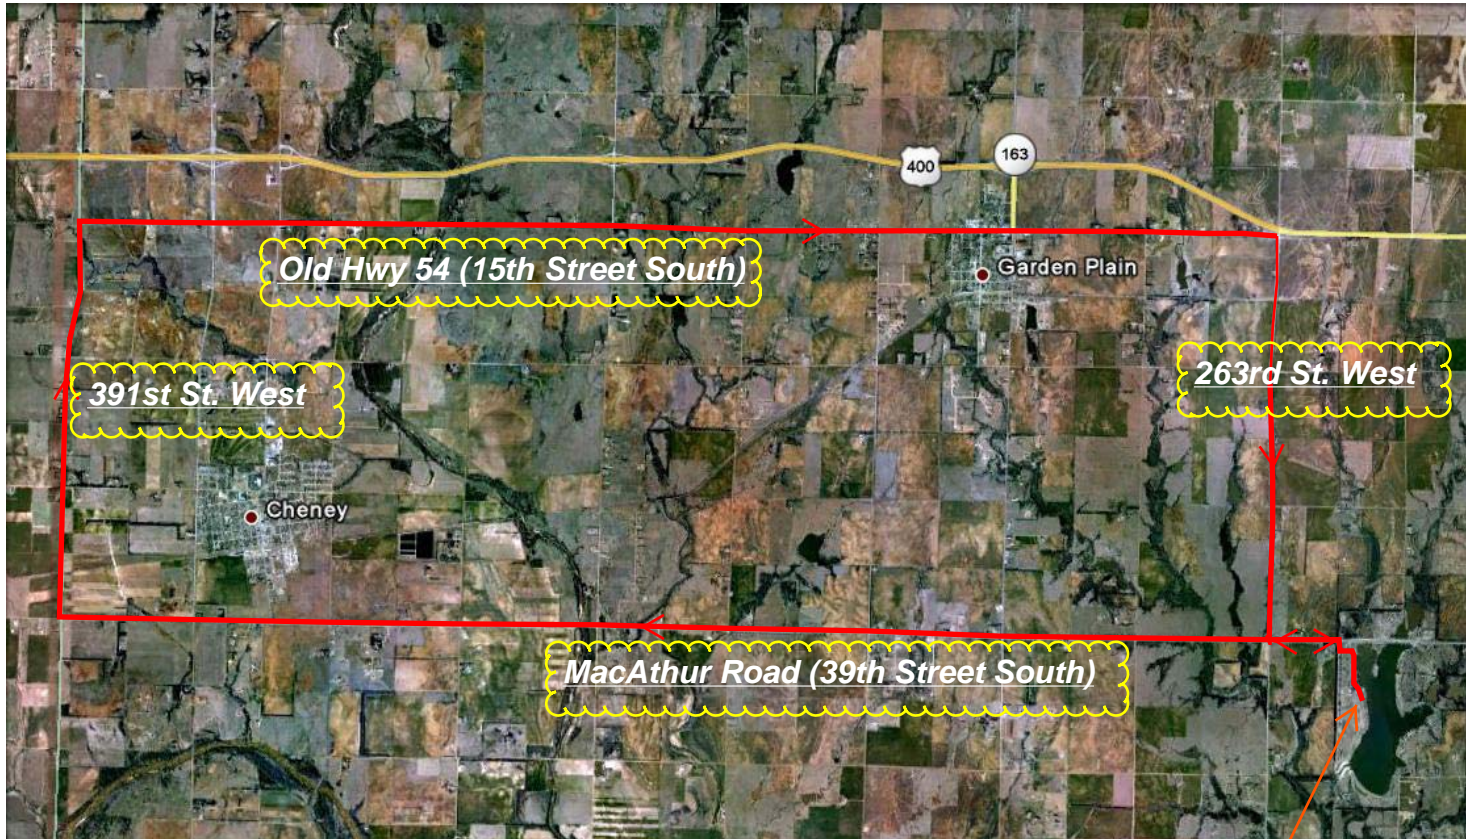 400
163
Old Hwy 54 (15th Street South)
Garden Plain
391st St. West
263rd St. West
Cheney
MacAthur Road (39th Street South)